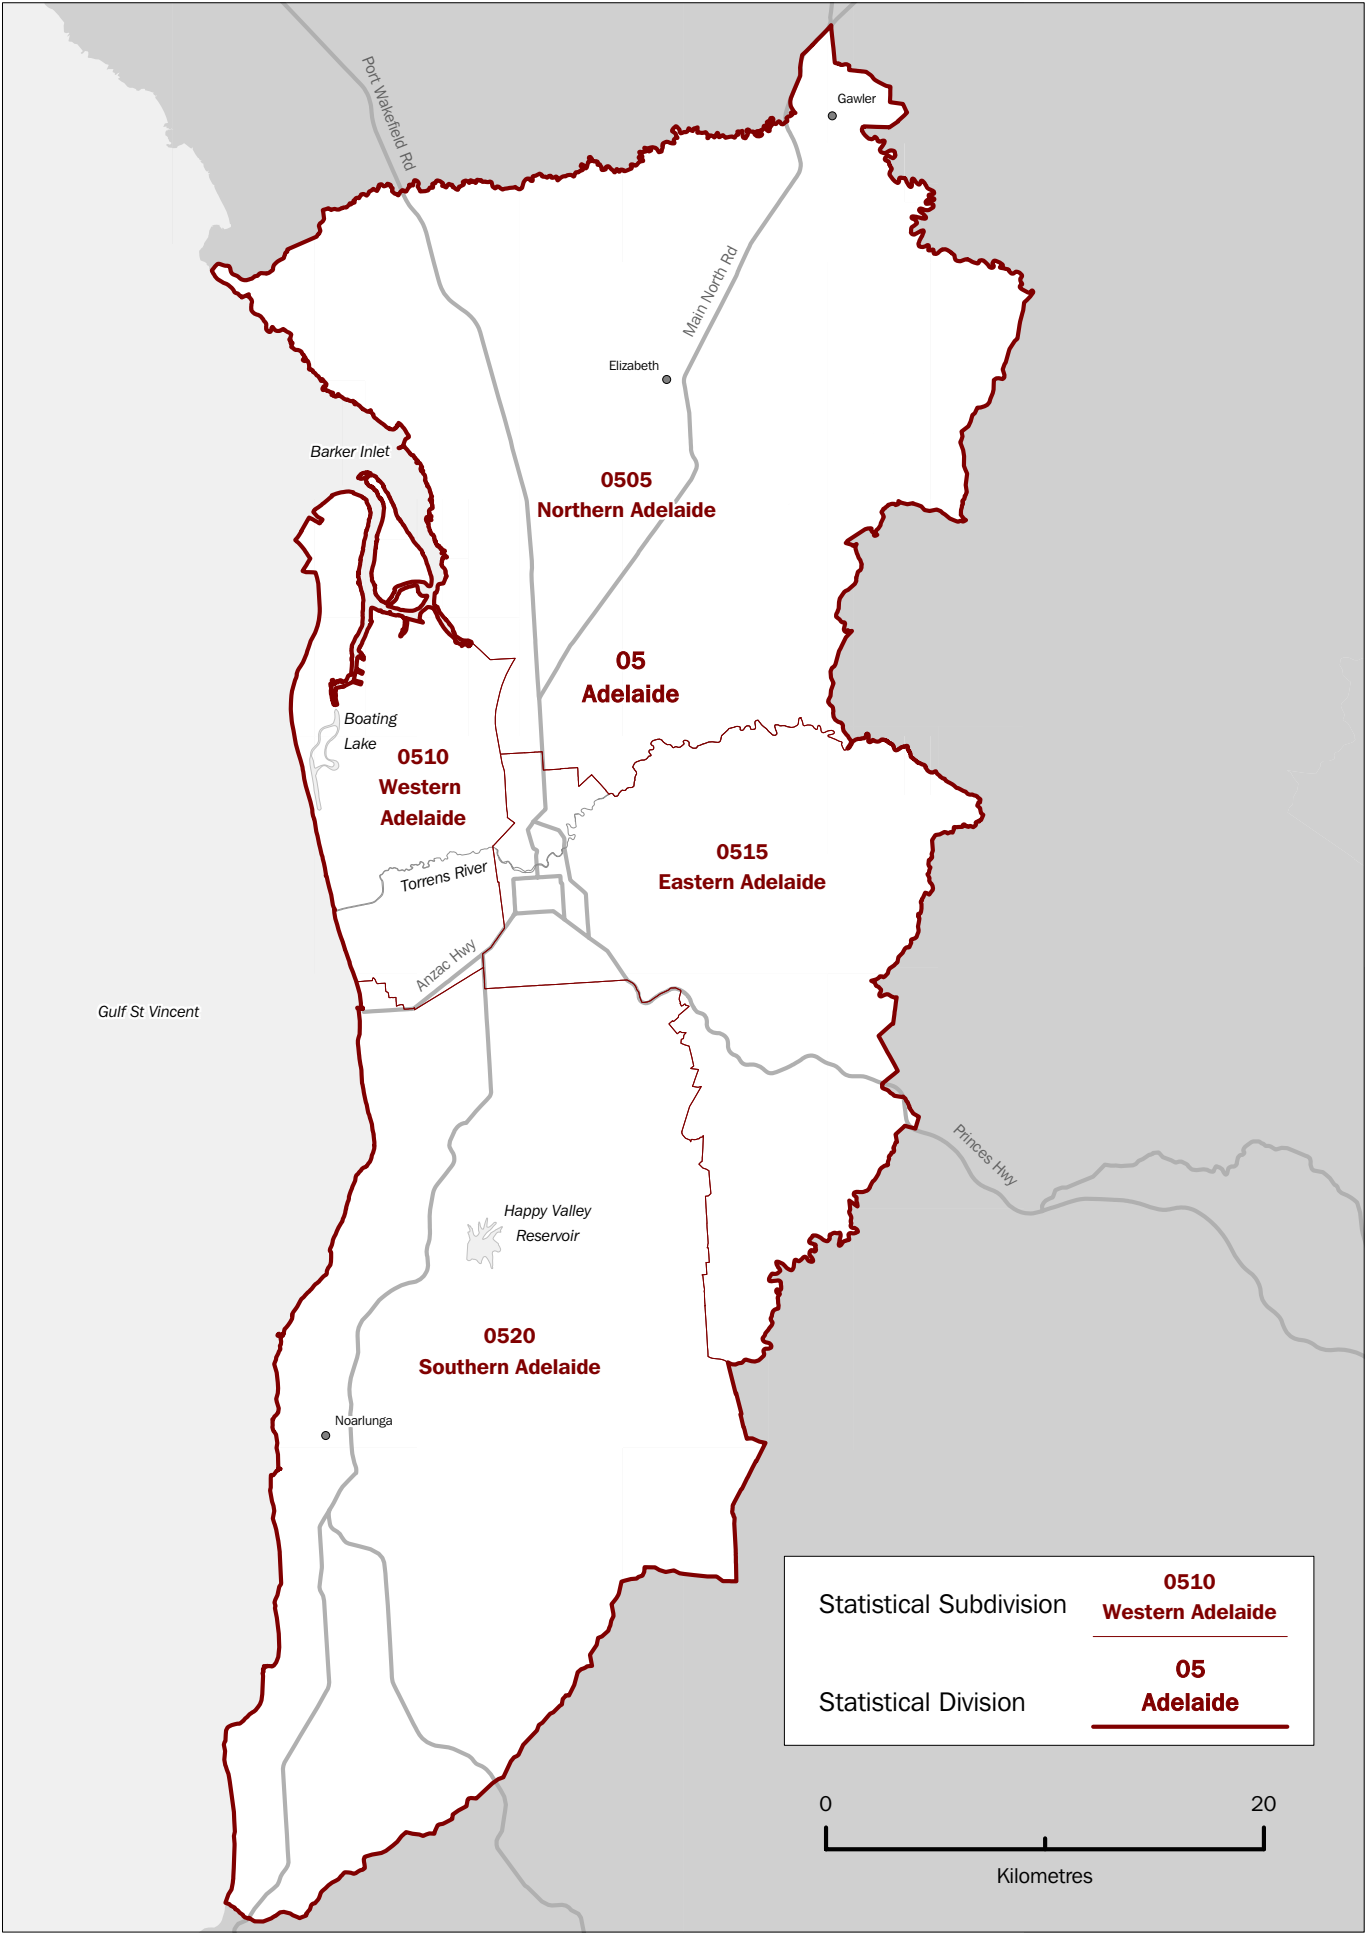 Port Wakefield Rd
Gawler
Main North Rd
Elizabeth
Barker Inlet
0505
Northern Adelaide
05
Adelaide
Boating
Lake
0510
Western
Adelaide
0515
Eastern Adelaide
Torrens River
Anzac Hwy
Gulf St Vincent
Princes Hwy
Happy Valley
Reservoir
0520
Southern Adelaide
Noarlunga
Statistical Subdivision
0510
Western Adelaide
Statistical Division
05
Adelaide
0
20
Kilometres